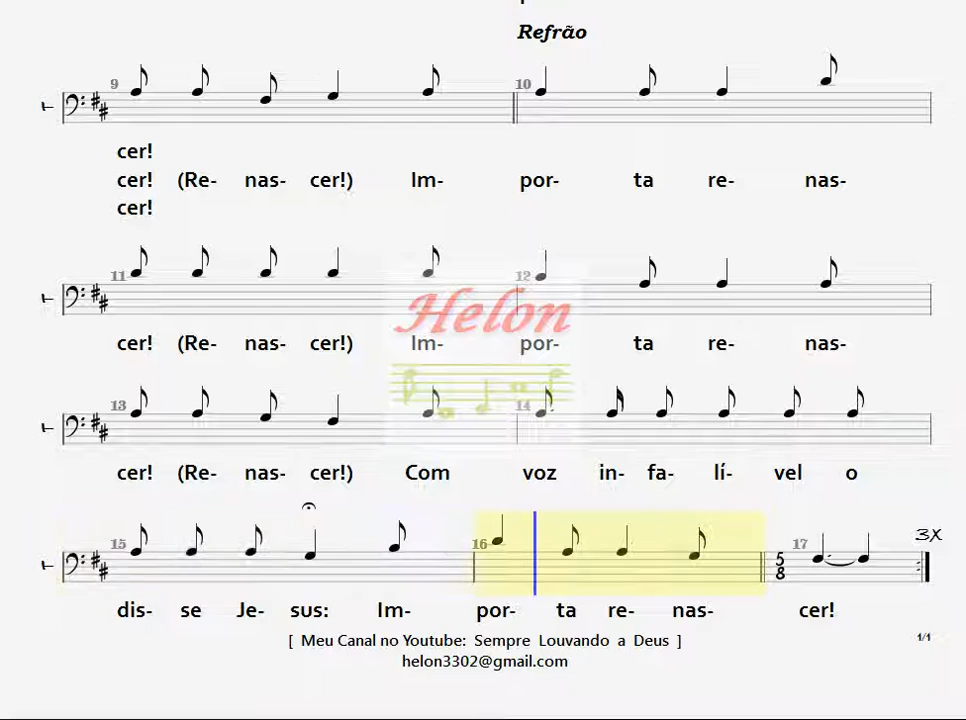 Refrão
9 10
T
cer!
cer! (Re- nas- cer!) Im- por- ta re- nas-
cer!
11 12
T
cer! (Re- nas- cer!) Im- por- ta re- nas-
Helon
13 14
T
cer! (Re- nas- cer!) Com voz in- fa- lí- vel o
15 16 17 3X
T
5
8
dis- se Je- sus: Im- por- ta re- nas- cer!
[ Meu Canal no Youtube: Sempre Louvando a Deus ] 1/1
helon3302@gmail.com